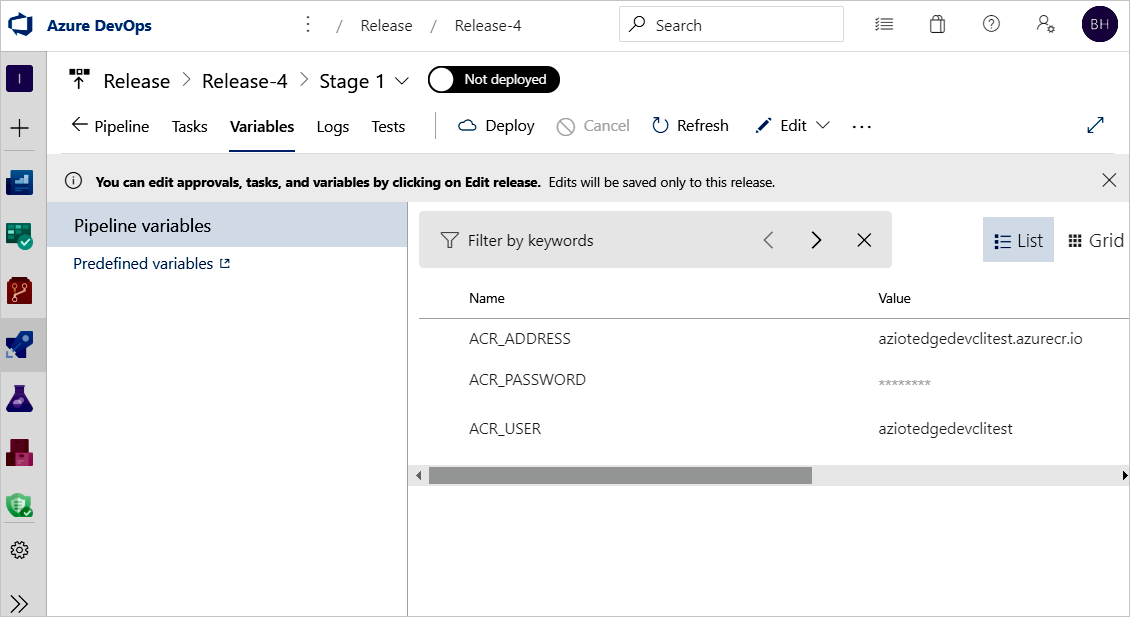 Azure DevOps / Release / Release-4 Search BH
I Release > Release-4 > Stage 1 Not deployed
Pipeline Tasks Variables Logs Tests Deploy Cancel Refresh Edit ...
You can edit approvals, tasks, and variables by clicking on Edit release. Edits will be saved only to this release.
Pipeline variables
Predefined variables
Filter by keywords List Grid
Name Value
ACR_ADDRESS aziotedgedevclitest.azurecr.io
ACR_PASSWORD ********
ACR_USER aziotedgedevclitest